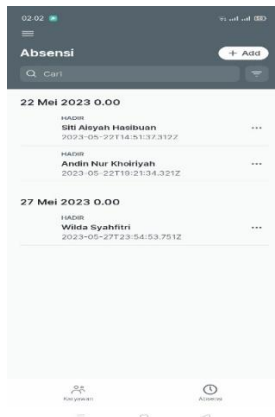 02-02
Absensi
+ Add
Cari
22 Mei 2023 0.00
HADIR
Siti Aisyah Hasibuan
2023-05-22T14:51:37.312Z
HADIR
Andin Nur Khoiriyah
2023-05-22T19:21:34.321Z
27 Mei 2023 0.00
HADIR
Wilda Syahfitri
2023-05-27T23:54:53.751Z
Karyawan
Absensi